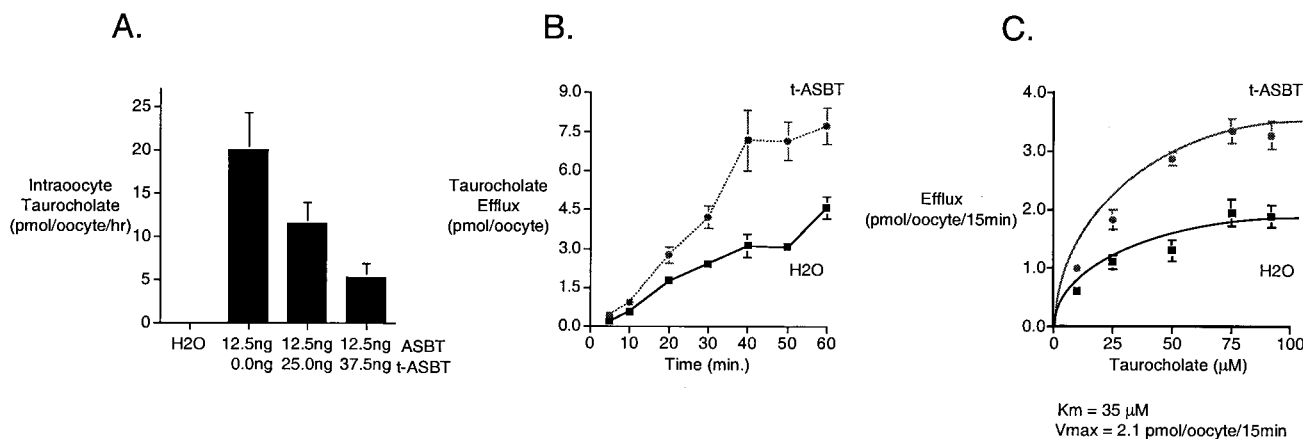 A.
25
20
15
10
5
0
Intraoocyte
Taurocholate
(pmol/oocyte/hr)
H2O 12.5ng 12.5ng 12.5ng ASBT
0.0ng 25.0ng 37.5ng t-ASBT
B.
9.0
7.5
6.0
4.5
3.0
1.5
0.0
Taurocholate
Efflux
(pmol/oocyte)
t-ASBT
H2O
0 10 20 30 40 50 60
Time (min.)
C.
4.0
3.0
2.0
1.0
0.0
Efflux
(pmol/oocyte/15min)
t-ASBT
H2O
0 25 50 75 100
Taurocholate (µM)
Km = 35 µM
Vmax = 2.1 pmol/oocyte/15min